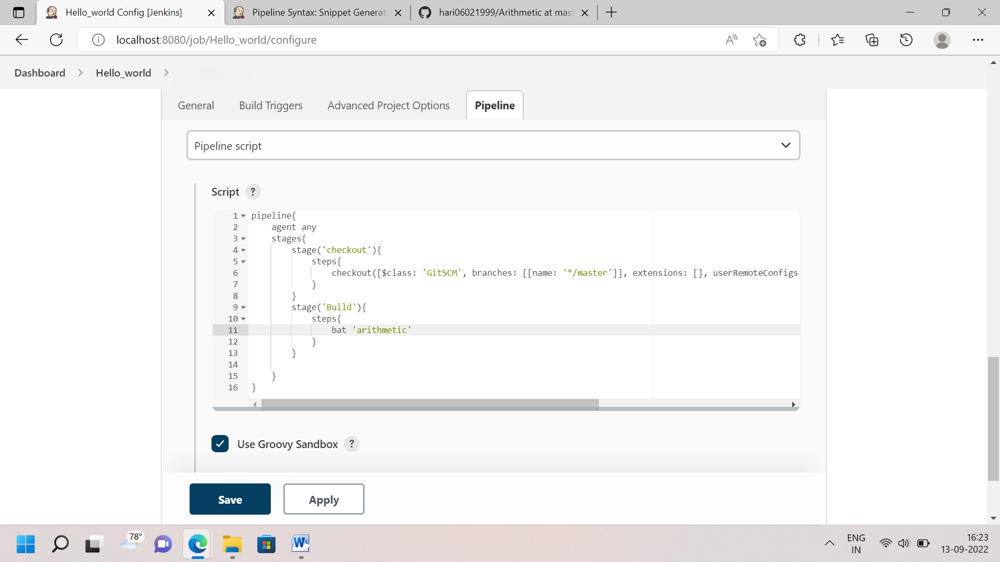 Hello_world Config [Jenkins]
Pipeline Syntax: Snippet Generat
hari06021999/Arithmetic at mast
localhost:8080/job/Hello_world/configure
Dashboard
Hello_world
General
Build Triggers
Advanced Project Options
Pipeline
Pipeline script
Script ?
1 pipeline{
2 agent any
3 stages{
4 stage('checkout'){
5 steps{
6 checkout([$class: 'GitSCM', branches: [[name: '*/master']], extensions: [], userRemoteConfigs
7 }
8 }
9 stage('Build'){
10 steps{
11 bat 'arithmetic'
12 }
13 }
14
15 }
16 }
Use Groovy Sandbox ?
Save
Apply
78°
ENG
IN
16:23
13-09-2022